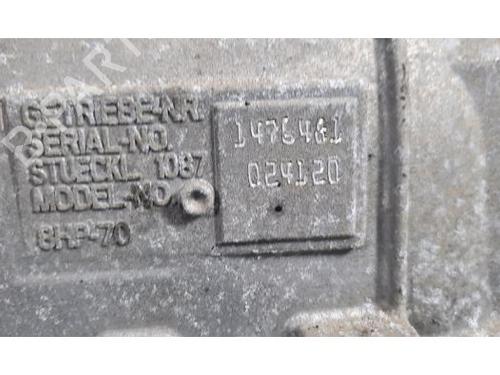 GETRIEBE-NR.
SERIAL-NO.
STUECKL. 1087
MODEL-NO.
8HP-70
1476461
024120